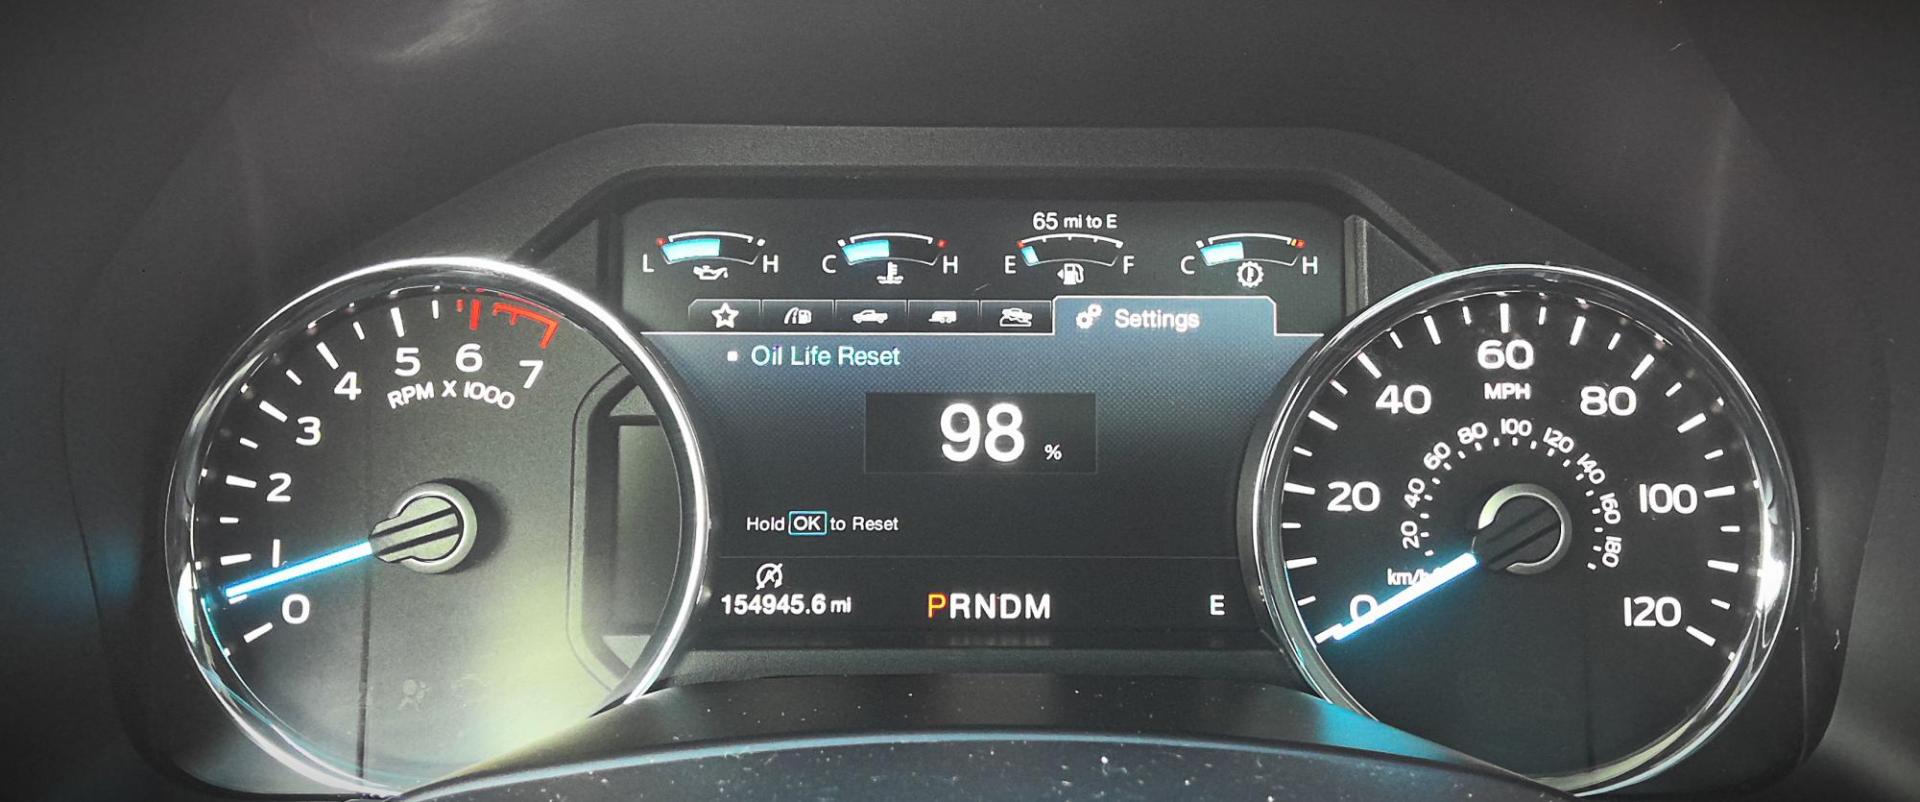 65 mi to E
L H C H E F C H
Settings
Oil Life Reset
98 %
Hold OK to Reset
154945.6 mi PRNDM E
0 1 2 3 4 5 6 7
RPM X 1000
0 20 40 60 80 100 120
MPH
20 40 60 80 100 120 140 160 180
km/h